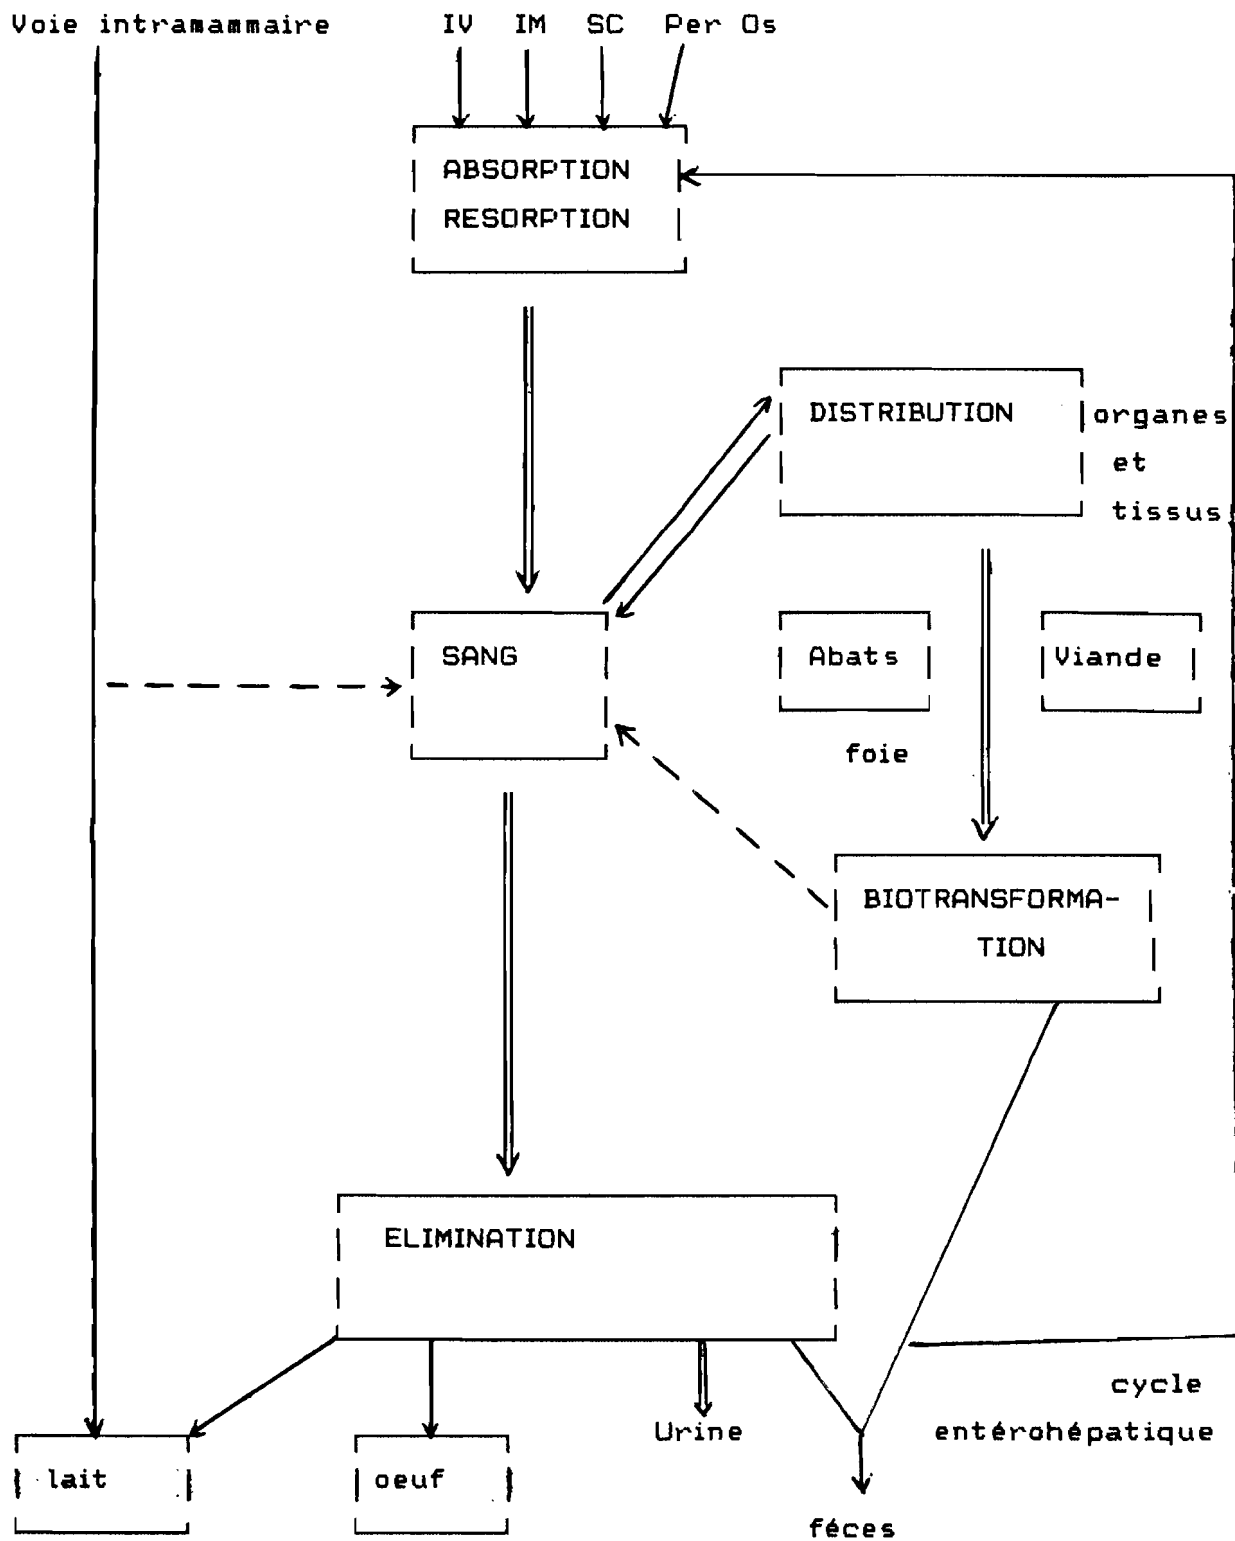 Voie intramammaire IV IM SC Per Os
ABSORPTION
RESORPTION
DISTRIBUTION
organes
et
tissus
SANG
Abats
Viande
foie
BIOTRANSFORMA-
TION
ELIMINATION
cycle
entérohépatique
Urine
lait
oeuf
féces